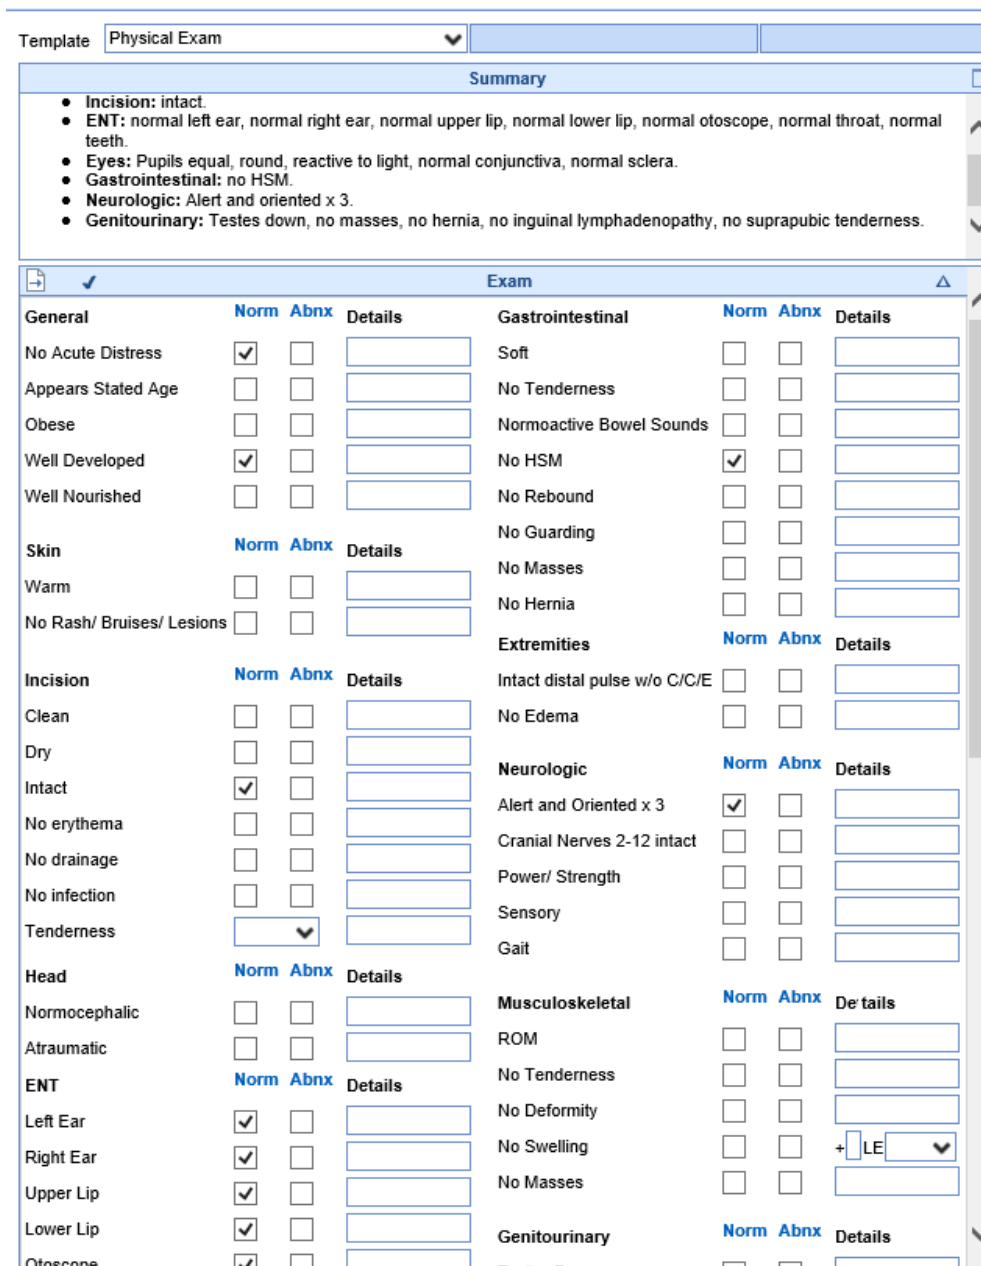 Template Physical Exam
Summary
Incision: intact.
ENT: normal left ear, normal right ear, normal upper lip, normal lower lip, normal otoscope, normal throat, normal
teeth.
Eyes: Pupils equal, round, reactive to light, normal conjunctiva, normal sclera.
Gastrointestinal: no HSM.
Neurologic: Alert and oriented x 3.
Genitourinary: Testes down, no masses, no hernia, no inguinal lymphadenopathy, no suprapubic tenderness.
Exam
General Norm Abnx Details
No Acute Distress
Appears Stated Age
Obese
Well Developed
Well Nourished
Skin Norm Abnx Details
Warm
No Rash/ Bruises/ Lesions
Incision Norm Abnx Details
Clean
Dry
Intact
No erythema
No drainage
No infection
Tenderness
Head Norm Abnx Details
Normocephalic
Atraumatic
ENT Norm Abnx Details
Left Ear
Right Ear
Upper Lip
Lower Lip
Otoscope
Gastrointestinal Norm Abnx Details
Soft
No Tenderness
Normoactive Bowel Sounds
No HSM
No Rebound
No Guarding
No Masses
No Hernia
Extremities Norm Abnx Details
Intact distal pulse w/o C/C/E
No Edema
Neurologic Norm Abnx Details
Alert and Oriented x 3
Cranial Nerves 2-12 intact
Power/ Strength
Sensory
Gait
Musculoskeletal Norm Abnx Details
ROM
No Tenderness
No Deformity
No Swelling + LE
No Masses
Genitourinary Norm Abnx Details